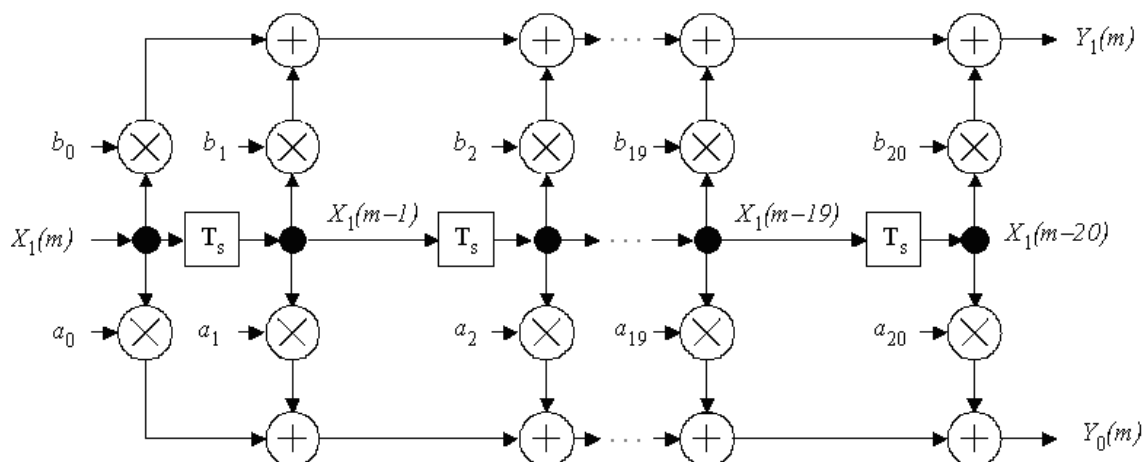 Y₁(m)
b₀ b₁ b₂ b₁₉ b₂₀
X₁(m) Tₛ X₁(m−1) Tₛ X₁(m−19) Tₛ X₁(m−20)
a₀ a₁ a₂ a₁₉ a₂₀
Y₀(m)